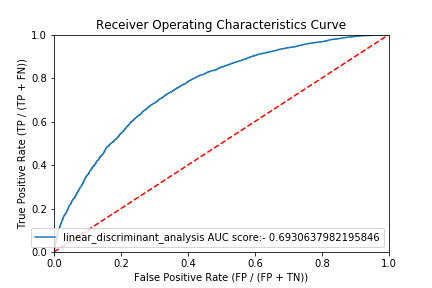 Receiver Operating Characteristics Curve
True Positive Rate (TP / (TP + FN))
1.0
0.8
0.6
0.4
0.2
0.0
linear_discriminant_analysis AUC score:- 0.6930637982195846
0.0 0.2 0.4 0.6 0.8 1.0
False Positive Rate (FP / (FP + TN))